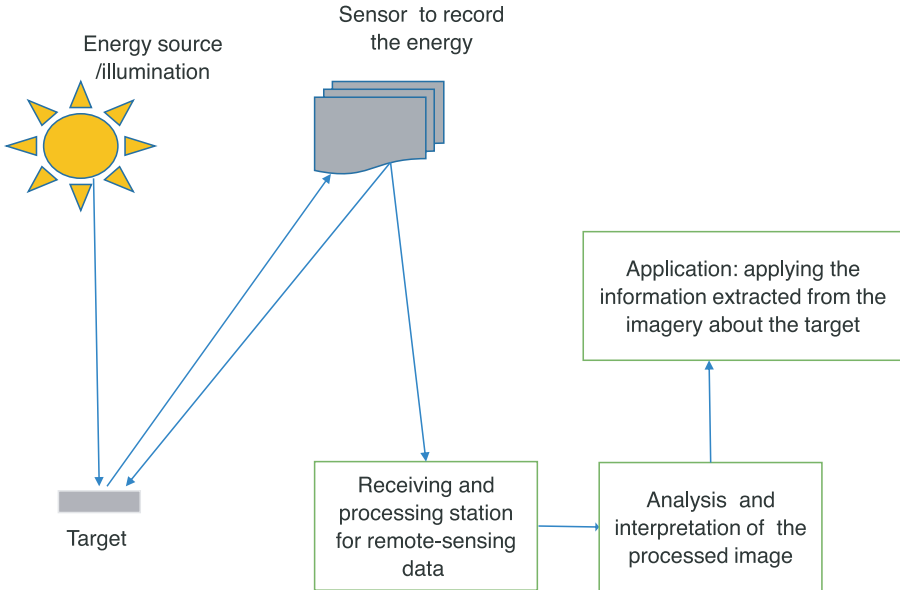 Energy source
/illumination
Sensor to record
the energy
Target
Receiving and
processing station
for remote-sensing
data
Analysis and
interpretation of the
processed image
Application: applying the
information extracted from the
imagery about the target